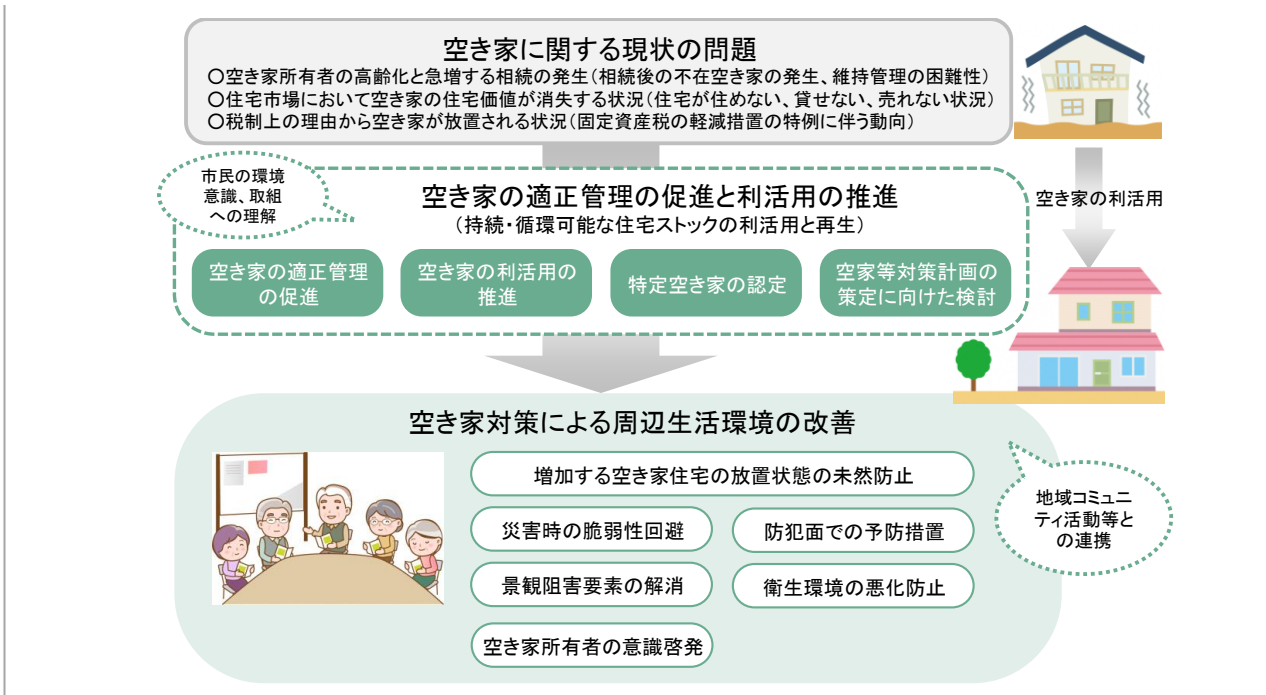 空き家に関する現状の問題
〇空き家所有者の高齢化と急増する相続の発生（相続後の不在空き家の発生、維持管理の困難性）
〇住宅市場において空き家の住宅価値が消失する状況（住宅が住めない、貸せない、売れない状況）
〇税制上の理由から空き家が放置される状況（固定資産税の軽減措置の特例に伴う動向）
市民の環境
意識、取組
への理解
空き家の適正管理の促進と利活用の推進
（持続・循環可能な住宅ストックの利活用と再生）
空き家の利活用
空き家の適正管理
の促進
空き家の利活用の
推進
特定空き家の認定
空家等対策計画の
策定に向けた検討
空き家対策による周辺生活環境の改善
増加する空き家住宅の放置状態の未然防止
災害時の脆弱性回避
防犯面での予防措置
景観阻害要素の解消
衛生環境の悪化防止
空き家所有者の意識啓発
地域コミュニ
ティ活動等と
の連携